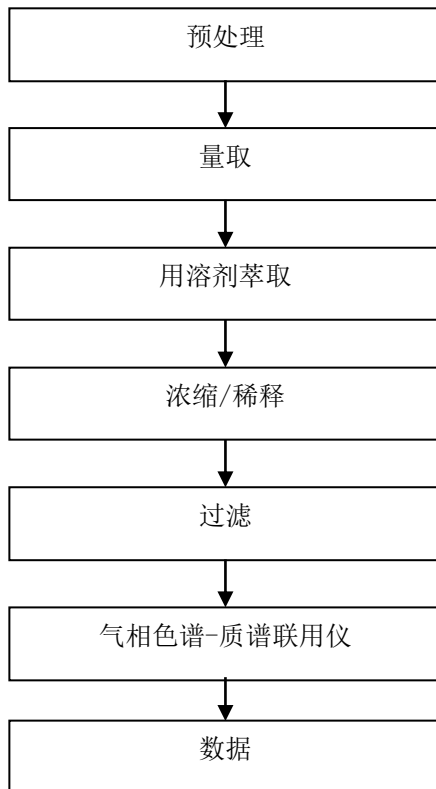 预处理
量取
用溶剂萃取
浓缩/稀释
过滤
气相色谱-质谱联用仪
数据